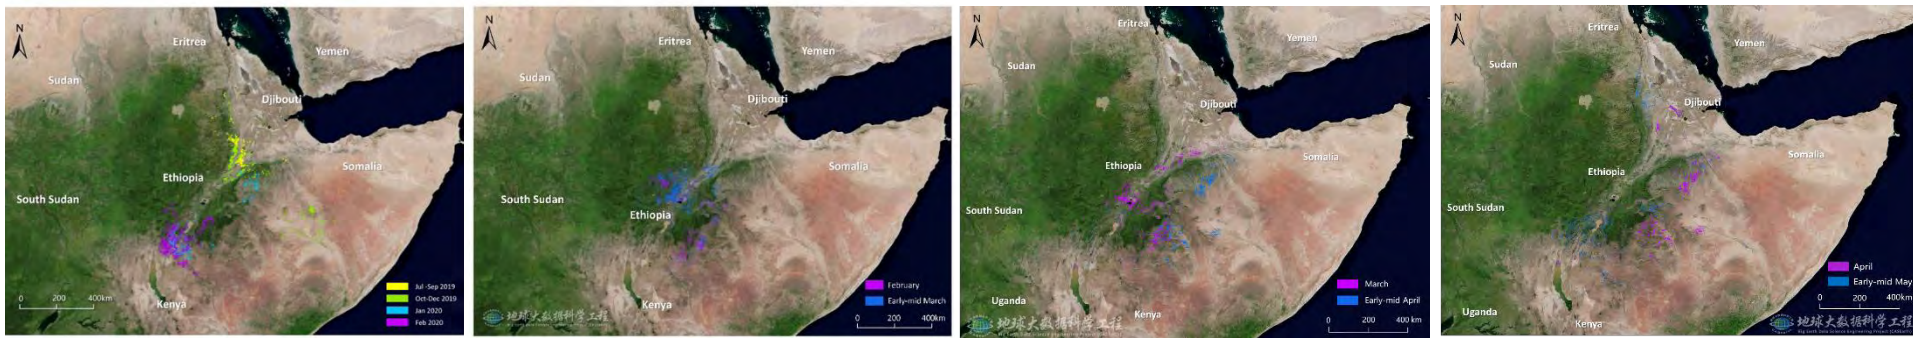 N
Eritrea
Yemen
Sudan
Djibouti
Somalia
Ethiopia
South Sudan
Kenya
0 200 400km
Jul -Sep 2019
Oct-Dec 2019
Jan 2020
Feb 2020
N
Eritrea
Yemen
Sudan
Djibouti
Somalia
South Sudan
Ethiopia
Kenya
February
Early-mid March
0 200 400km
地球大数据科学工程
N
Eritrea
Yemen
Sudan
Djibouti
Somalia
Ethiopia
South Sudan
Uganda
Kenya
March
Early-mid April
0 200 400 km
地球大数据科学工程
N
Eritrea
Yemen
Sudan
Djibouti
Somalia
Ethiopia
South Sudan
Uganda
Kenya
April
Early-mid May
0 200 400km
地球大数据科学工程